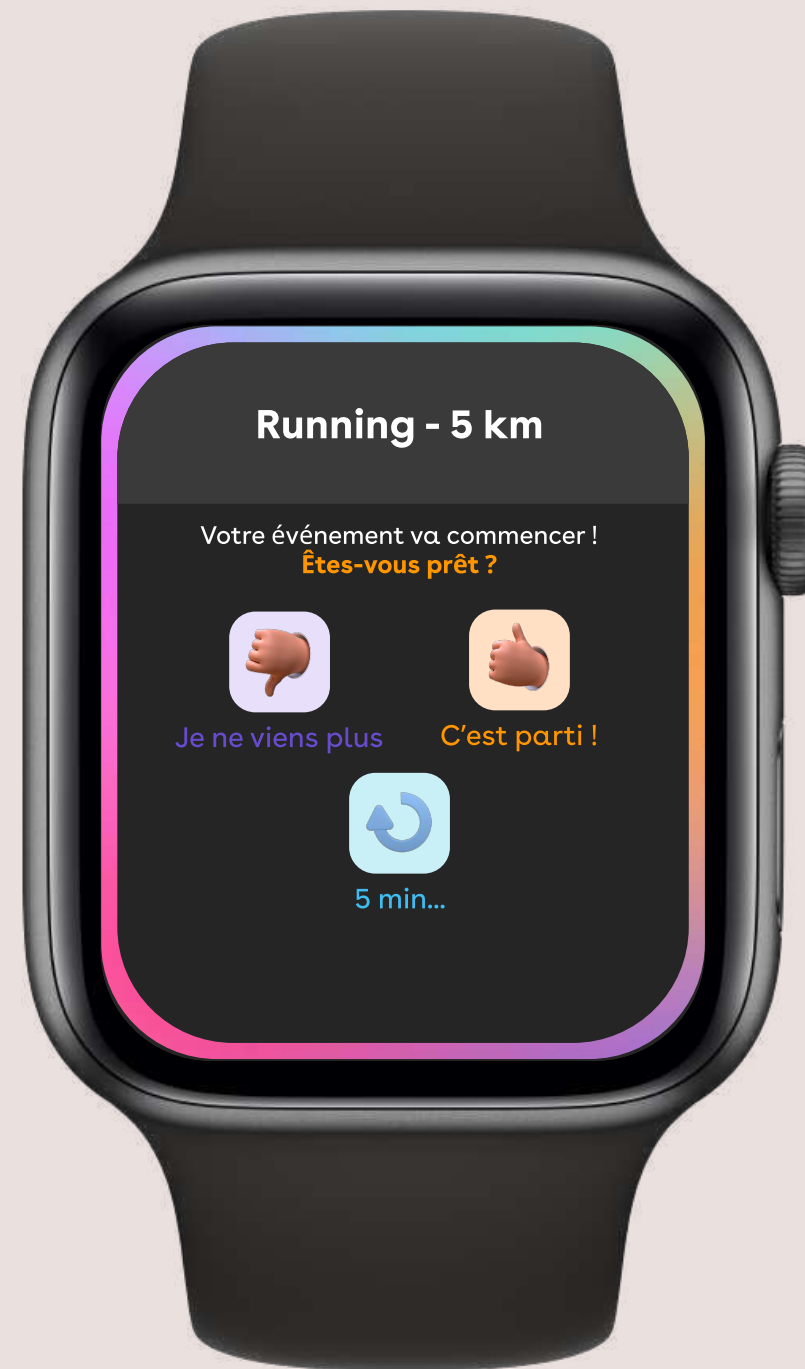 Running - 5 km
Votre événement va commencer !
Êtes-vous prêt ?
Je ne viens plus
C'est parti !
5 min...